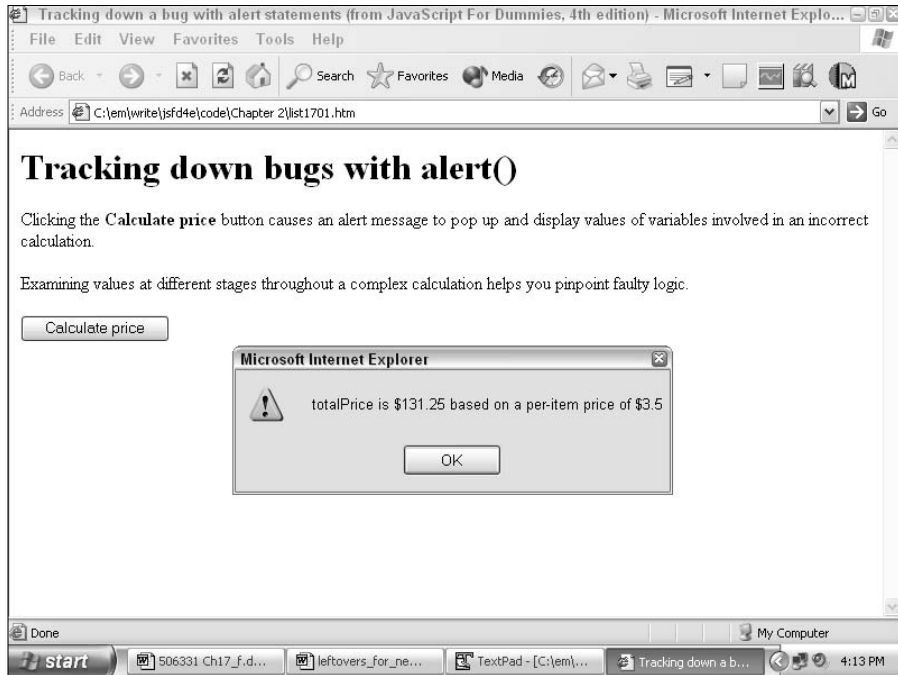 Tracking down a bug with alert statements (from JavaScript For Dummies, 4th edition) - Microsoft Internet Explo...
File Edit View Favorites Tools Help
Back Search Favorites Media
Address C:\em\write\jsfd4e\code\Chapter 2\list1701.htm Go
Tracking down bugs with alert()
Clicking the Calculate price button causes an alert message to pop up and display values of variables involved in an incorrect
calculation.
Examining values at different stages throughout a complex calculation helps you pinpoint faulty logic.
Calculate price
Microsoft Internet Explorer
totalPrice is $131.25 based on a per-item price of $3.5
OK
Done My Computer
start 506331 Ch17_f.d... leftovers_for_ne... TextPad - [C:\em\... Tracking down a b... 4:13 PM